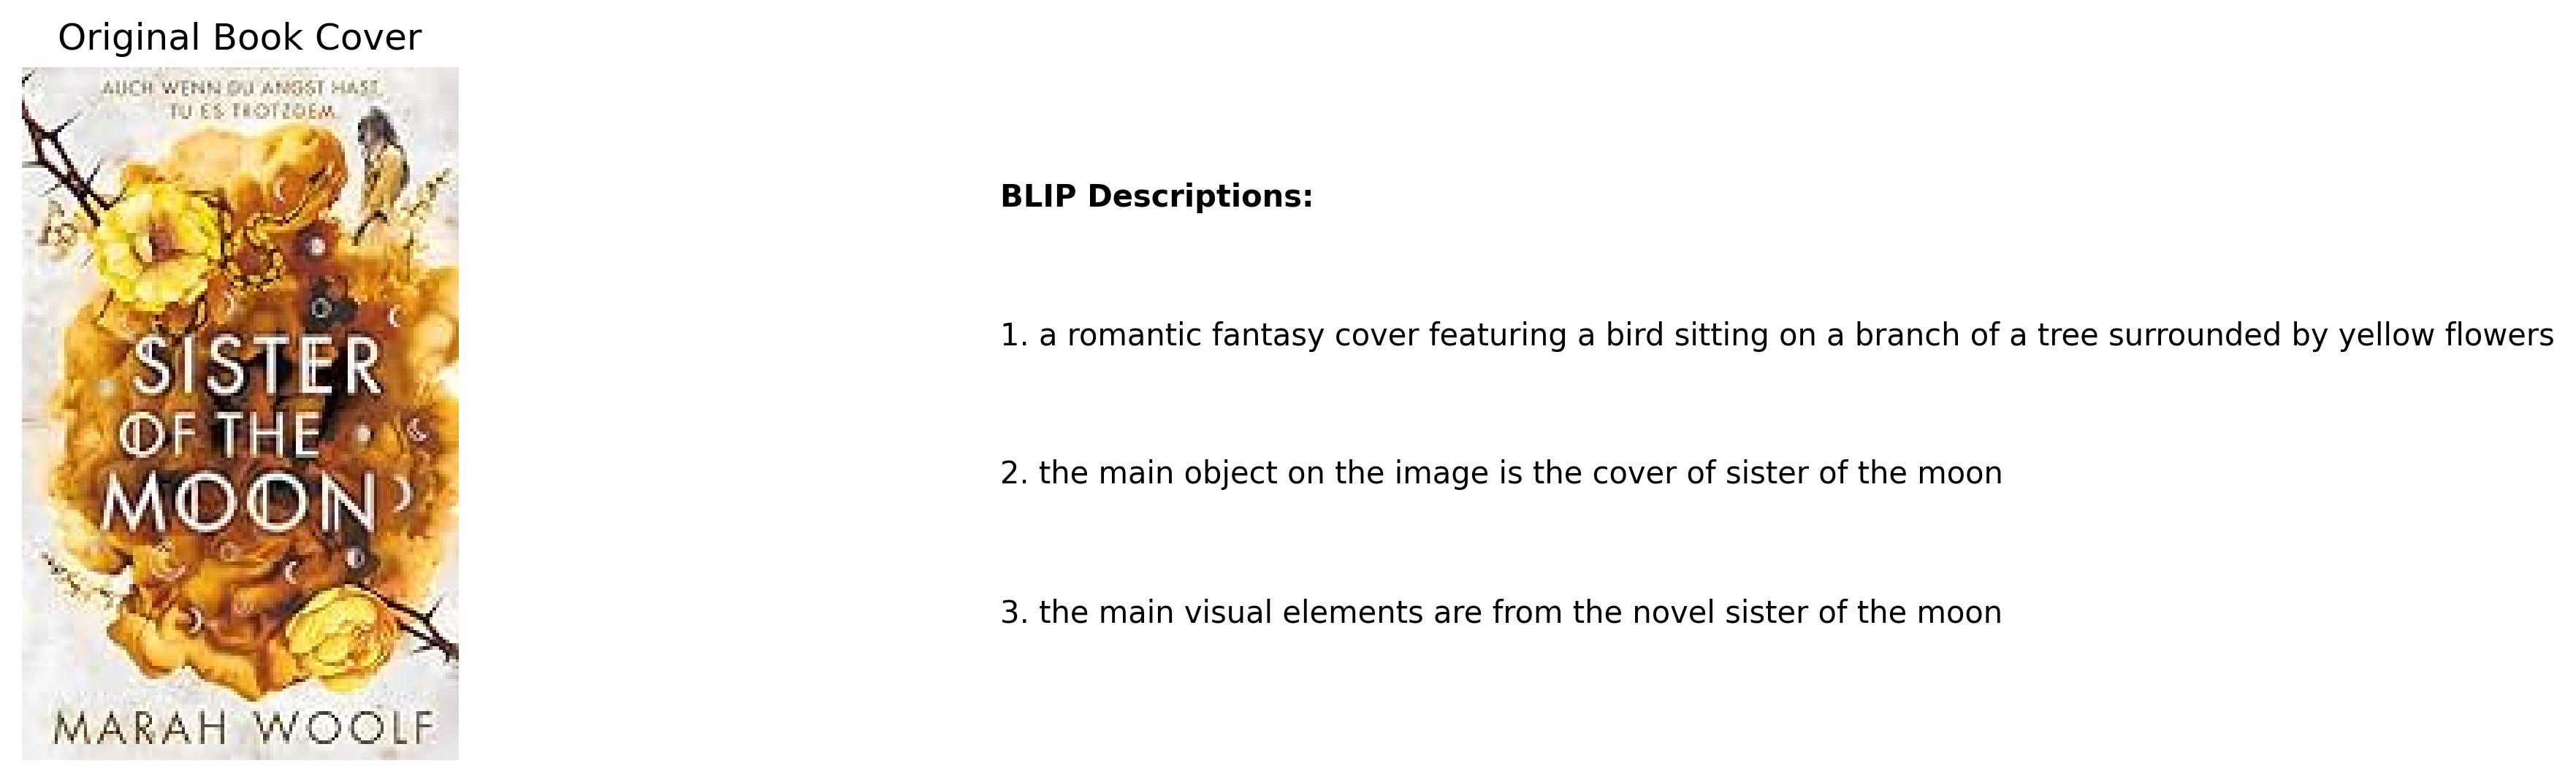 Original Book Cover
AUCH WENN DU ANGST HAST,
TU ES TROTZDEM.
SISTER
OF THE
MOON
MARAH WOOLF
BLIP Descriptions:
1. a romantic fantasy cover featuring a bird sitting on a branch of a tree surrounded by yellow flowers
2. the main object on the image is the cover of sister of the moon
3. the main visual elements are from the novel sister of the moon